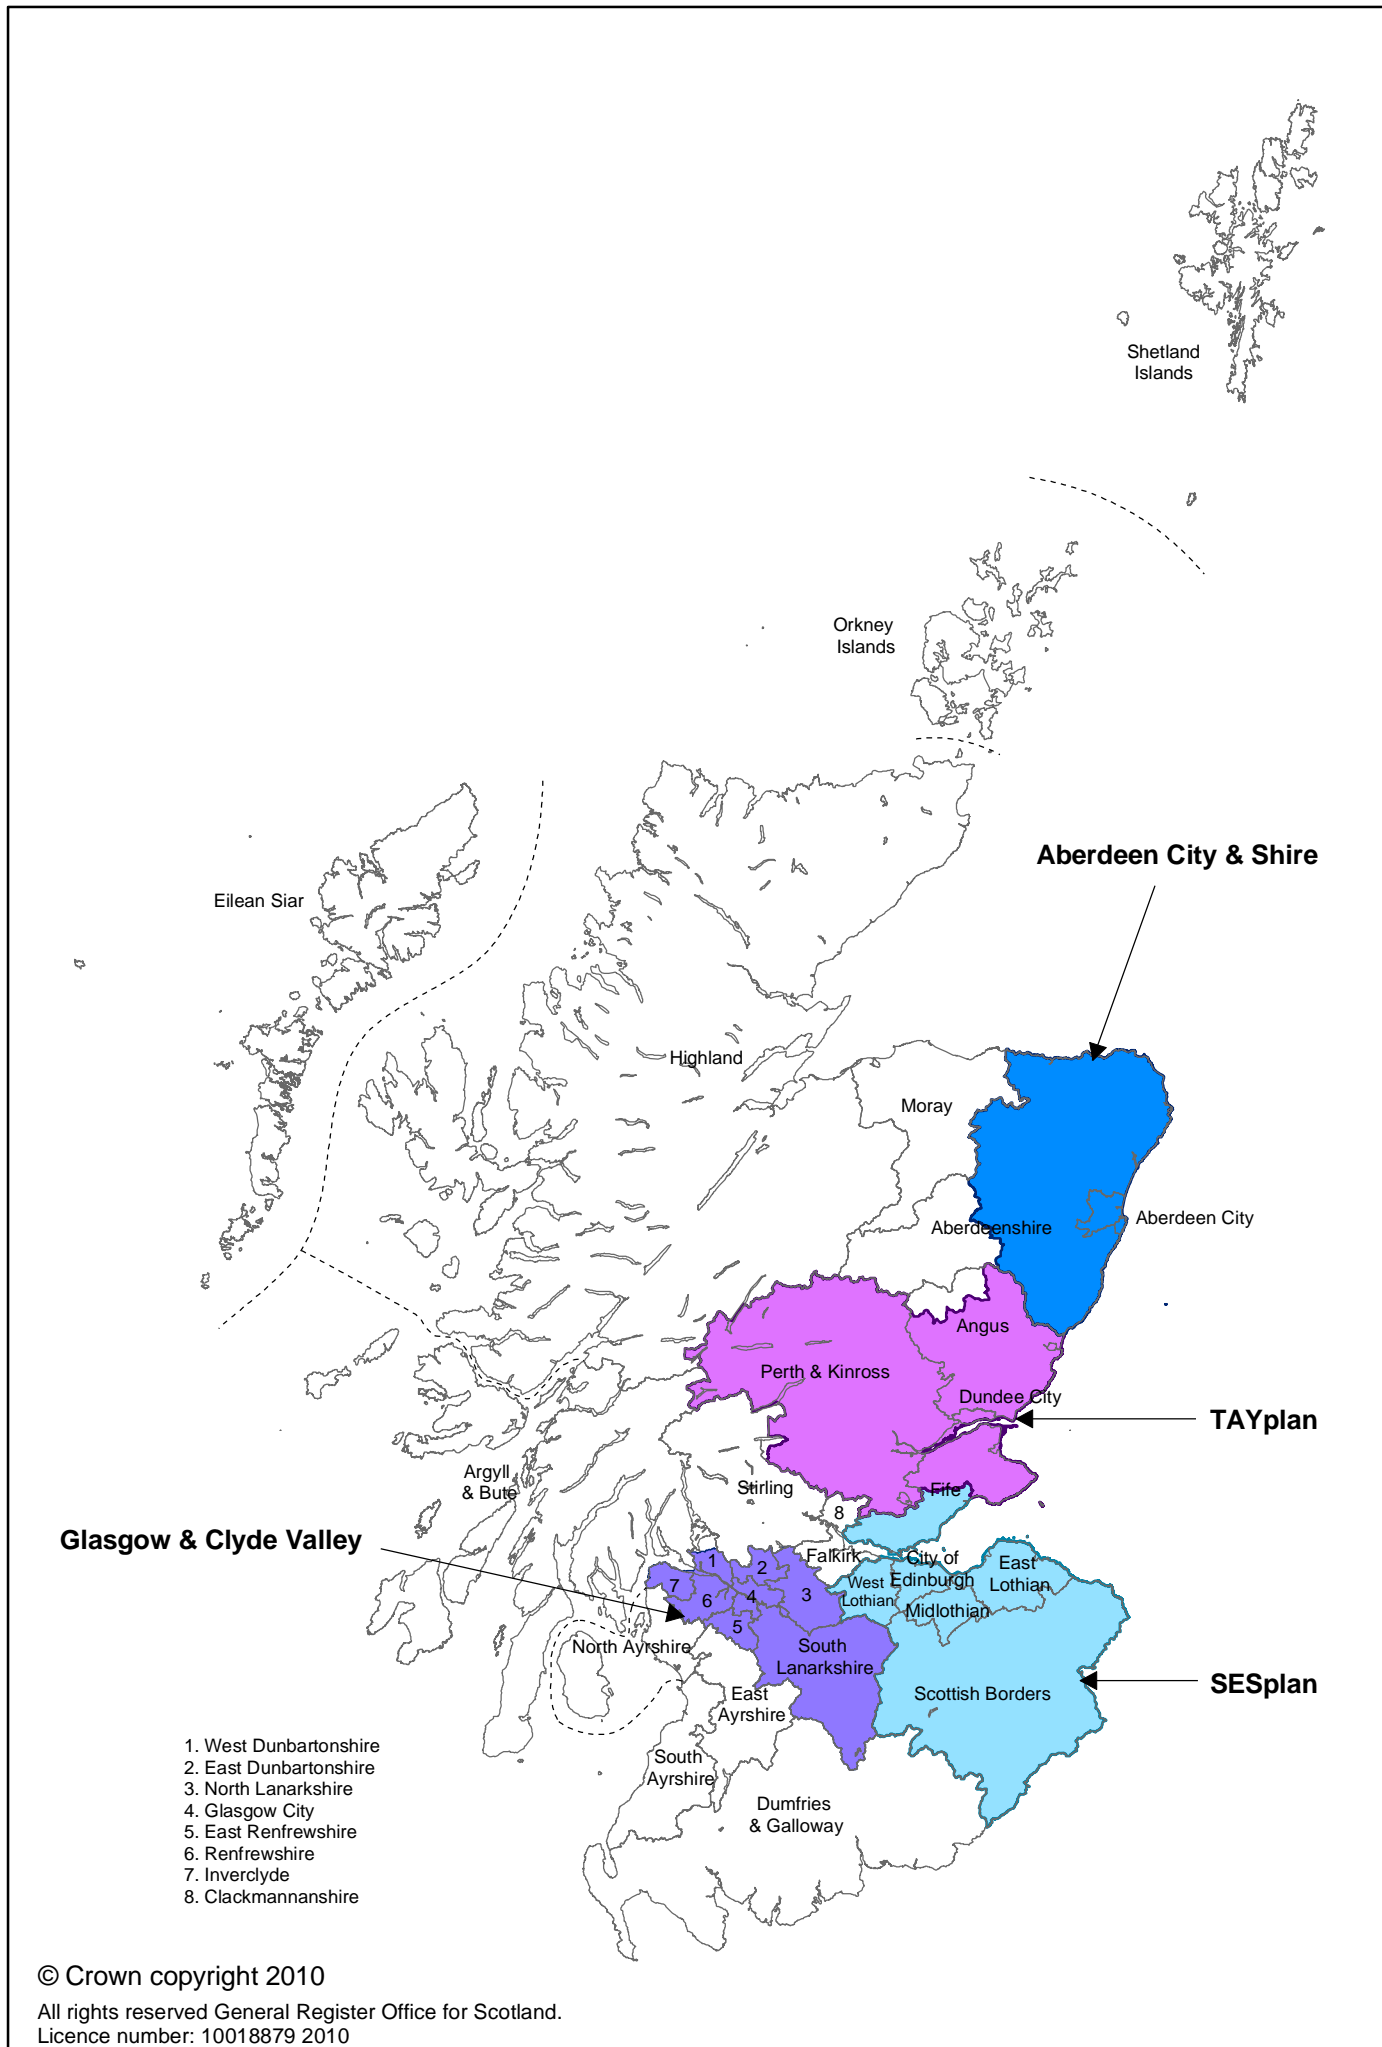 Shetland
Islands
Orkney
Islands
Aberdeen City & Shire
Eilean Siar
Highland
Moray
Aberdeenshire
Aberdeen City
Angus
Perth & Kinross
Dundee City
TAYplan
Argyll
& Bute
Stirling
Fife
8
Glasgow & Clyde Valley
Falkirk
City of
Edinburgh
East
Lothian
1
2
7
6
4
3
5
West
Lothian
Midlothian
North Ayrshire
South
Lanarkshire
Scottish Borders
SESplan
East
Ayrshire
South
Ayrshire
Dumfries
& Galloway
1. West Dunbartonshire
2. East Dunbartonshire
3. North Lanarkshire
4. Glasgow City
5. East Renfrewshire
6. Renfrewshire
7. Inverclyde
8. Clackmannanshire
© Crown copyright 2010
All rights reserved General Register Office for Scotland.
Licence number: 10018879 2010